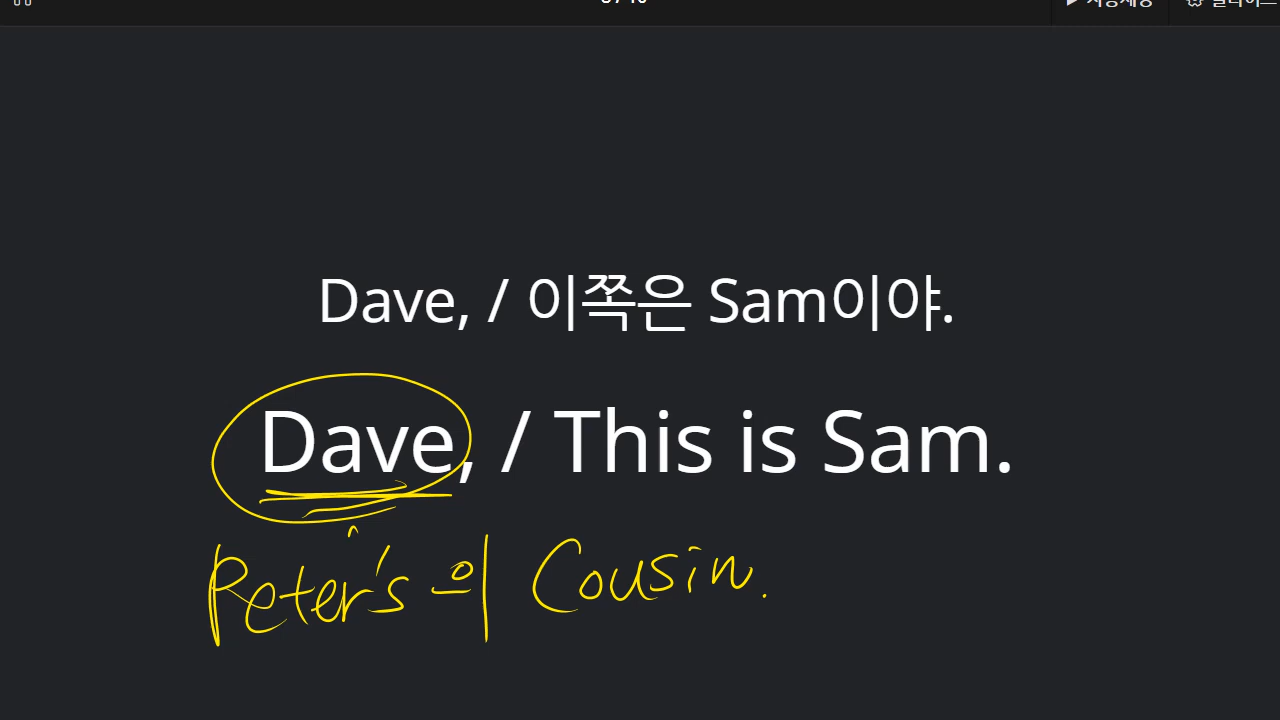 Dave, / 이쪽은 Sam이야.
Dave, / This is Sam.
Peter's 의 Cousin.